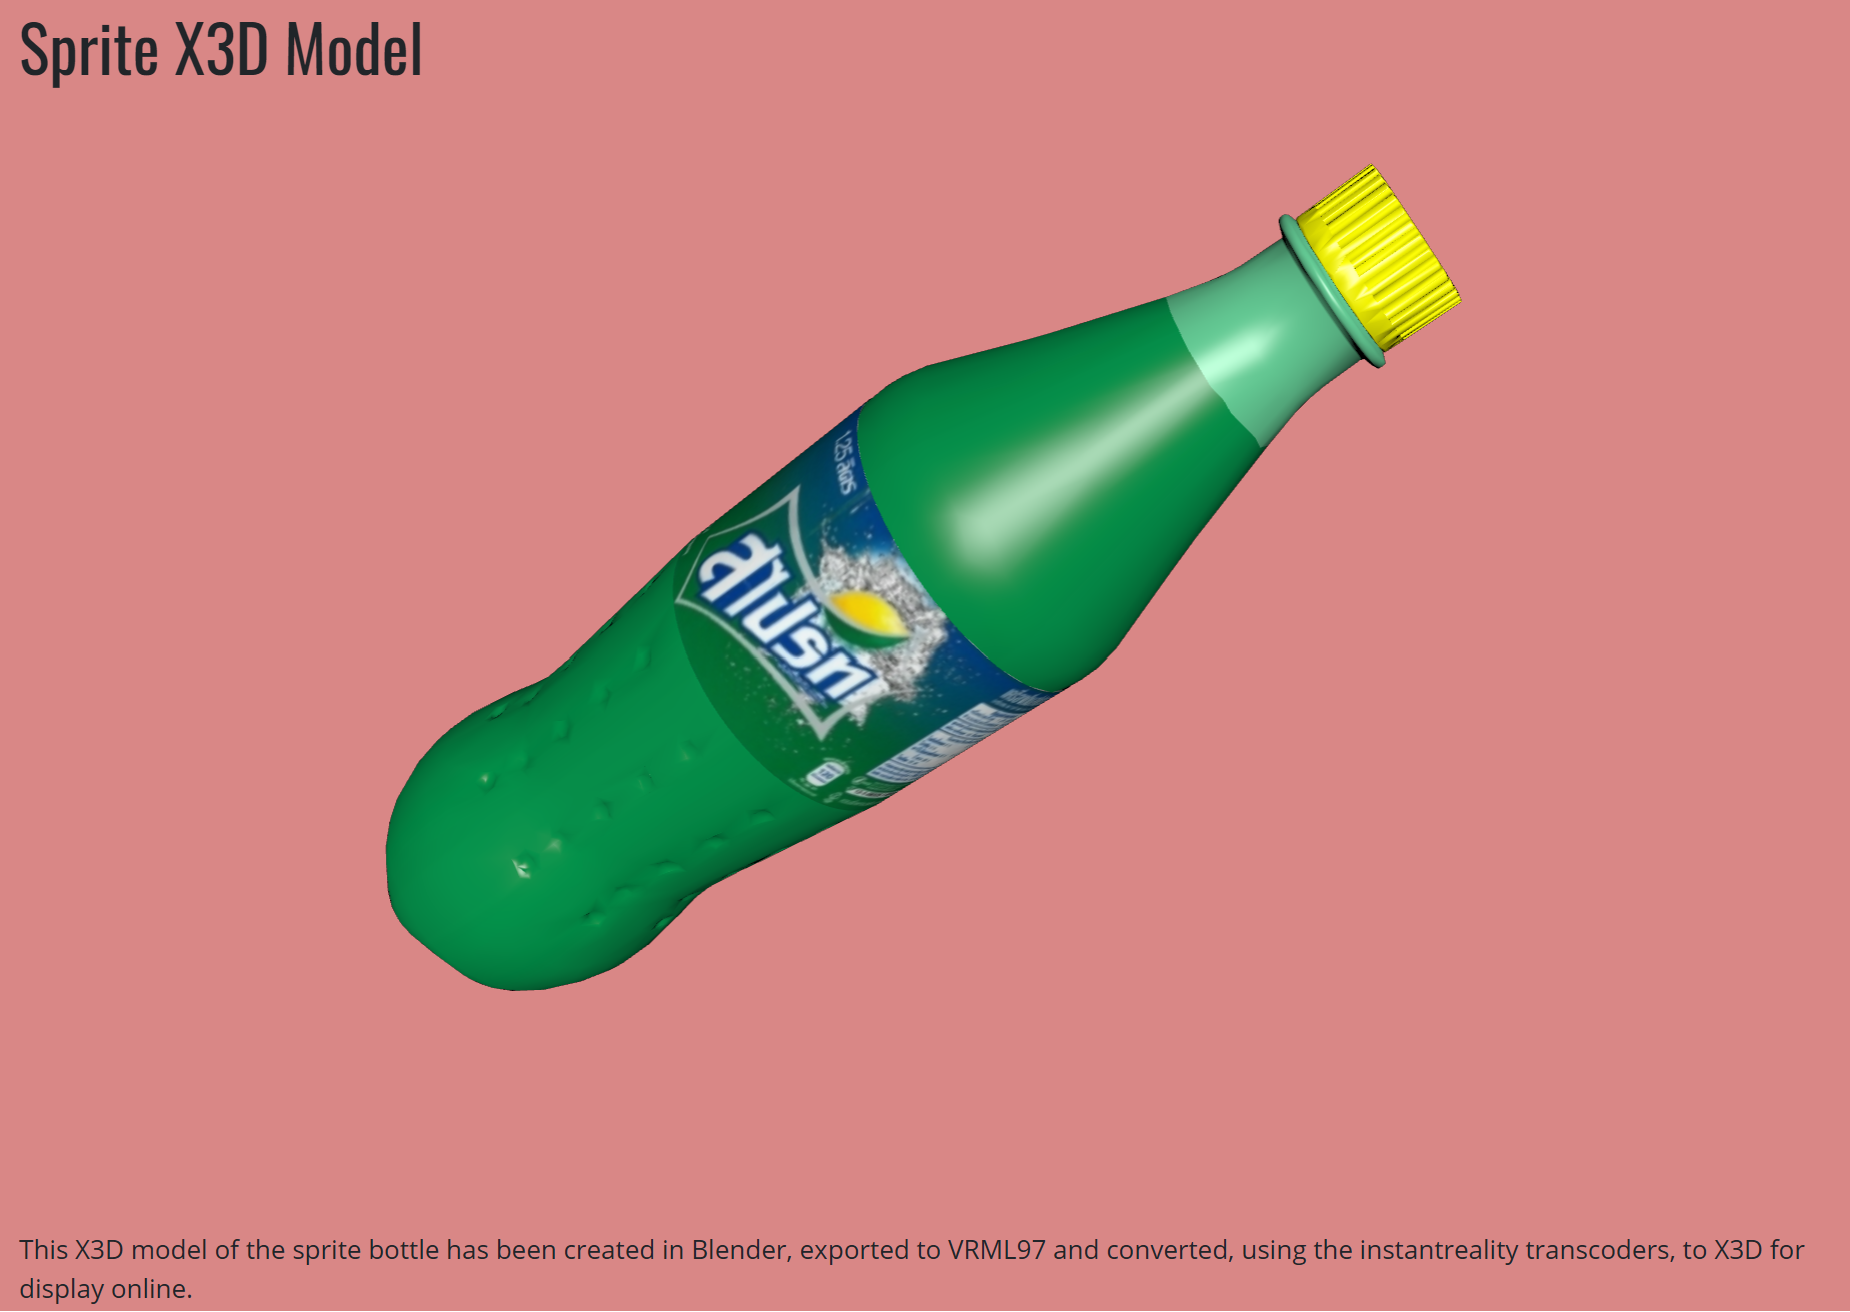 Sprite X3D Model
1.25 ลิตร
สไปรท์
This X3D model of the sprite bottle has been created in Blender, exported to VRML97 and converted, using the instantreality transcoders, to X3D for
display online.